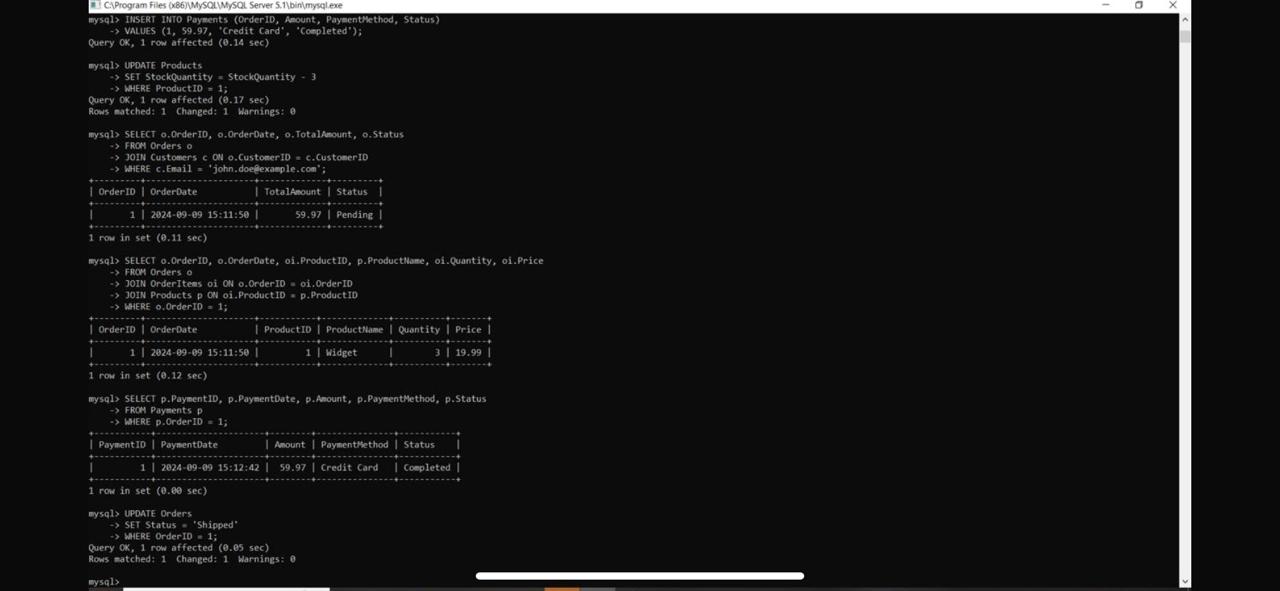 C:\Program Files (x86)\MySQL\MySQL Server 5.1\bin\mysql.exe
mysql> INSERT INTO Payments (OrderID, Amount, PaymentMethod, Status)
    -> VALUES (1, 59.97, 'Credit Card', 'Completed');
Query OK, 1 row affected (0.14 sec)

mysql> UPDATE Products
    -> SET StockQuantity = StockQuantity - 3
    -> WHERE ProductID = 1;
Query OK, 1 row affected (0.17 sec)
Rows matched: 1  Changed: 1  Warnings: 0

mysql> SELECT o.OrderID, o.OrderDate, o.TotalAmount, o.Status
    -> FROM Orders o
    -> JOIN Customers c ON o.CustomerID = c.CustomerID
    -> WHERE c.Email = 'john.doe@example.com';
+---------+---------------------+-------------+---------+
| OrderID | OrderDate           | TotalAmount | Status  |
+---------+---------------------+-------------+---------+
|       1 | 2024-09-09 15:11:50 |       59.97 | Pending |
+---------+---------------------+-------------+---------+
1 row in set (0.11 sec)

mysql> SELECT o.OrderID, o.OrderDate, oi.ProductID, p.ProductName, oi.Quantity, oi.Price
    -> FROM Orders o
    -> JOIN OrderItems oi ON o.OrderID = oi.OrderID
    -> JOIN Products p ON oi.ProductID = p.ProductID
    -> WHERE o.OrderID = 1;
+---------+---------------------+-----------+-------------+----------+-------+
| OrderID | OrderDate           | ProductID | ProductName | Quantity | Price |
+---------+---------------------+-----------+-------------+----------+-------+
|       1 | 2024-09-09 15:11:50 |         1 | Widget      |        3 | 19.99 |
+---------+---------------------+-----------+-------------+----------+-------+
1 row in set (0.12 sec)

mysql> SELECT p.PaymentID, p.PaymentDate, p.Amount, p.PaymentMethod, p.Status
    -> FROM Payments p
    -> WHERE p.OrderID = 1;
+-----------+---------------------+--------+---------------+-----------+
| PaymentID | PaymentDate         | Amount | PaymentMethod | Status    |
+-----------+---------------------+--------+---------------+-----------+
|         1 | 2024-09-09 15:12:42 |  59.97 | Credit Card   | Completed |
+-----------+---------------------+--------+---------------+-----------+
1 row in set (0.00 sec)

mysql> UPDATE Orders
    -> SET Status = 'Shipped'
    -> WHERE OrderID = 1;
Query OK, 1 row affected (0.05 sec)
Rows matched: 1  Changed: 1  Warnings: 0

mysql>